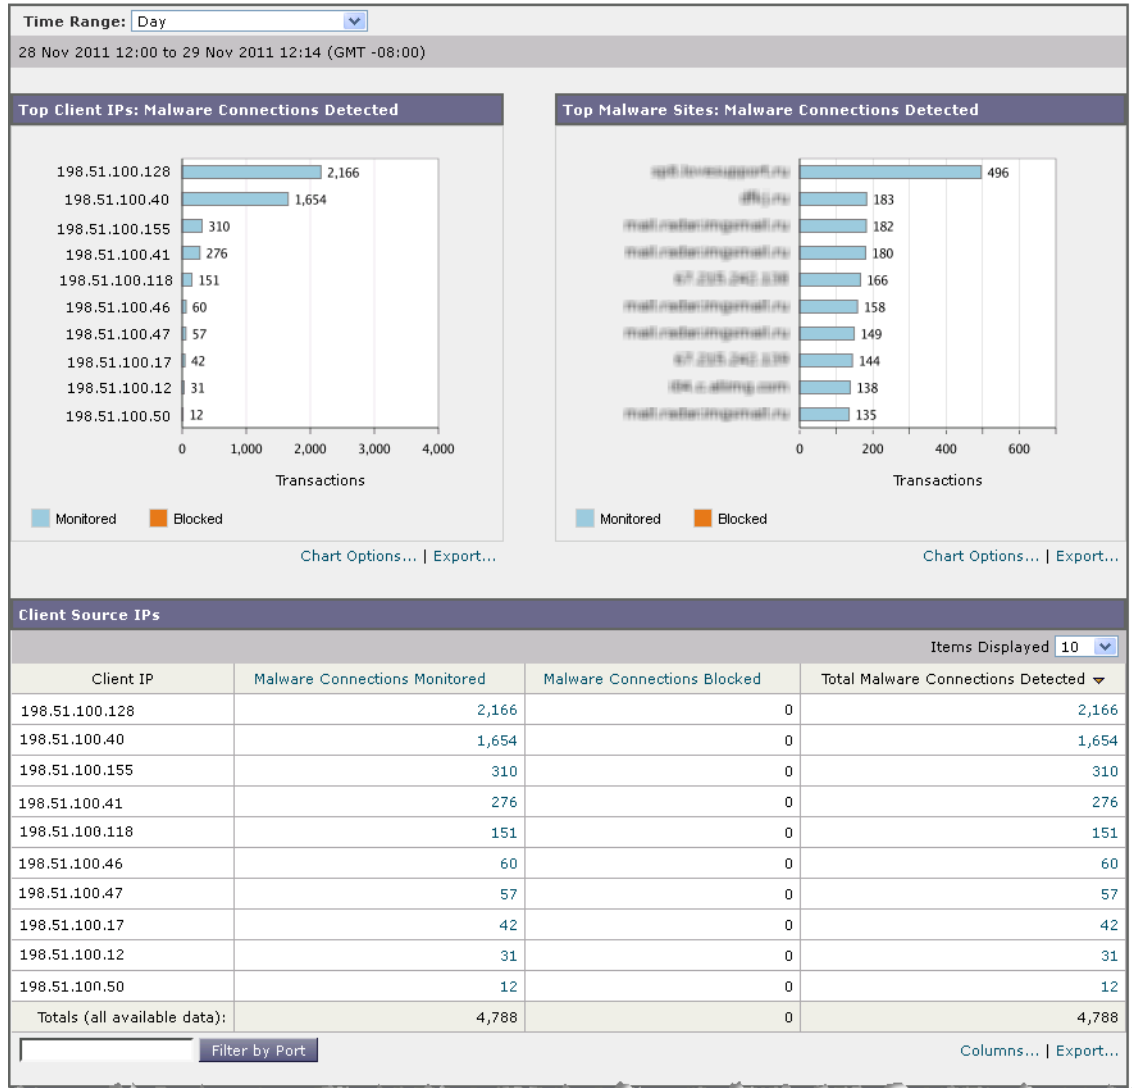 Time Range: Day
28 Nov 2011 12:00 to 29 Nov 2011 12:14 (GMT -08:00)
Top Client IPs: Malware Connections Detected
198.51.100.128 2,166
198.51.100.40 1,654
198.51.100.155 310
198.51.100.41 276
198.51.100.118 151
198.51.100.46 60
198.51.100.47 57
198.51.100.17 42
198.51.100.12 31
198.51.100.50 12
0 1,000 2,000 3,000 4,000
Transactions
Monitored Blocked
Chart Options... | Export...
Top Malware Sites: Malware Connections Detected
496
183
182
180
166
158
149
144
138
135
0 200 400 600
Transactions
Monitored Blocked
Chart Options... | Export...
Client Source IPs
Items Displayed 10
Client IP Malware Connections Monitored Malware Connections Blocked Total Malware Connections Detected
198.51.100.128 2,166 0 2,166
198.51.100.40 1,654 0 1,654
198.51.100.155 310 0 310
198.51.100.41 276 0 276
198.51.100.118 151 0 151
198.51.100.46 60 0 60
198.51.100.47 57 0 57
198.51.100.17 42 0 42
198.51.100.12 31 0 31
198.51.100.50 12 0 12
Totals (all available data): 4,788 0 4,788
Filter by Port
Columns... | Export...